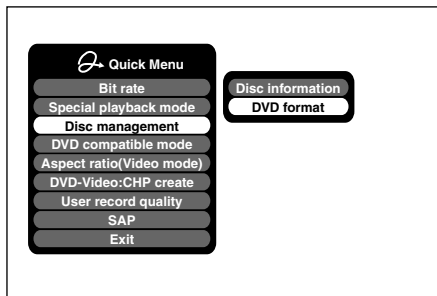 Quick Menu
Bit rate
Special playback mode
Disc management
DVD compatible mode
Aspect ratio(Video mode)
DVD-Video:CHP create
User record quality
SAP
Exit
Disc information
DVD format